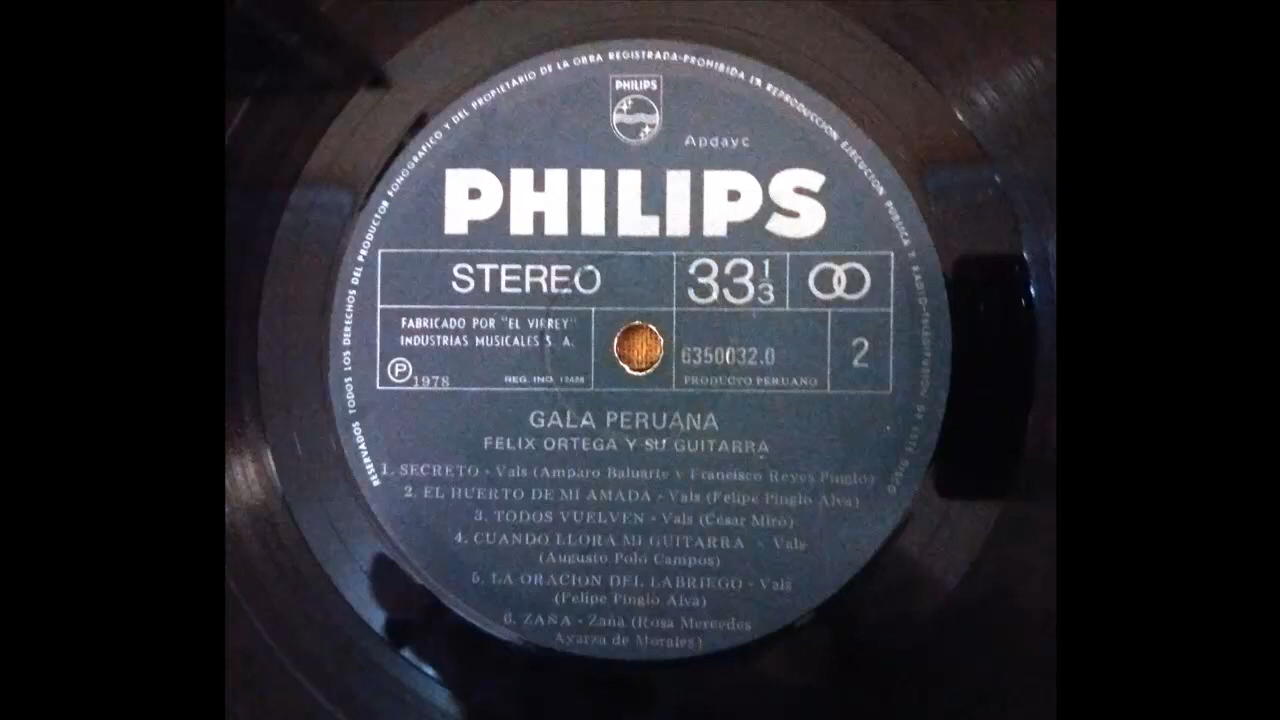 RESERVADOS TODOS LOS DERECHOS DEL PRODUCTOR FONOGRAFICO Y DEL PROPIETARIO DE LA OBRA REGISTRADA-PROHIBIDA LA REPRODUCCION EJECUCION PUBLICA Y RADIO-TELEDIFUSION DE ESTE DISCO
PHILIPS
Apdayc
PHILIPS
STEREO 33 1/3
FABRICADO POR "EL VIRREY"
INDUSTRIAS MUSICALES S. A.
℗ 1978 REG. IND.
6350032.0 2
PRODUCTO PERUANO
GALA PERUANA
FELIX ORTEGA Y SU GUITARRA
1. SECRETO - Vals (Amparo Baluarte y Francisco Reyes Pinglo)
2. EL HUERTO DE MI AMADA - Vals (Felipe Pinglo Alva)
3. TODOS VUELVEN - Vals (César Miró)
4. CUANDO LLORA MI GUITARRA - Vals
(Augusto Polo Campos)
5. LA ORACION DEL LABRIEGO - Vals
(Felipe Pinglo Alva)
6. ZAÑA - Zaña (Rosa Mercedes
Ayarza de Morales)